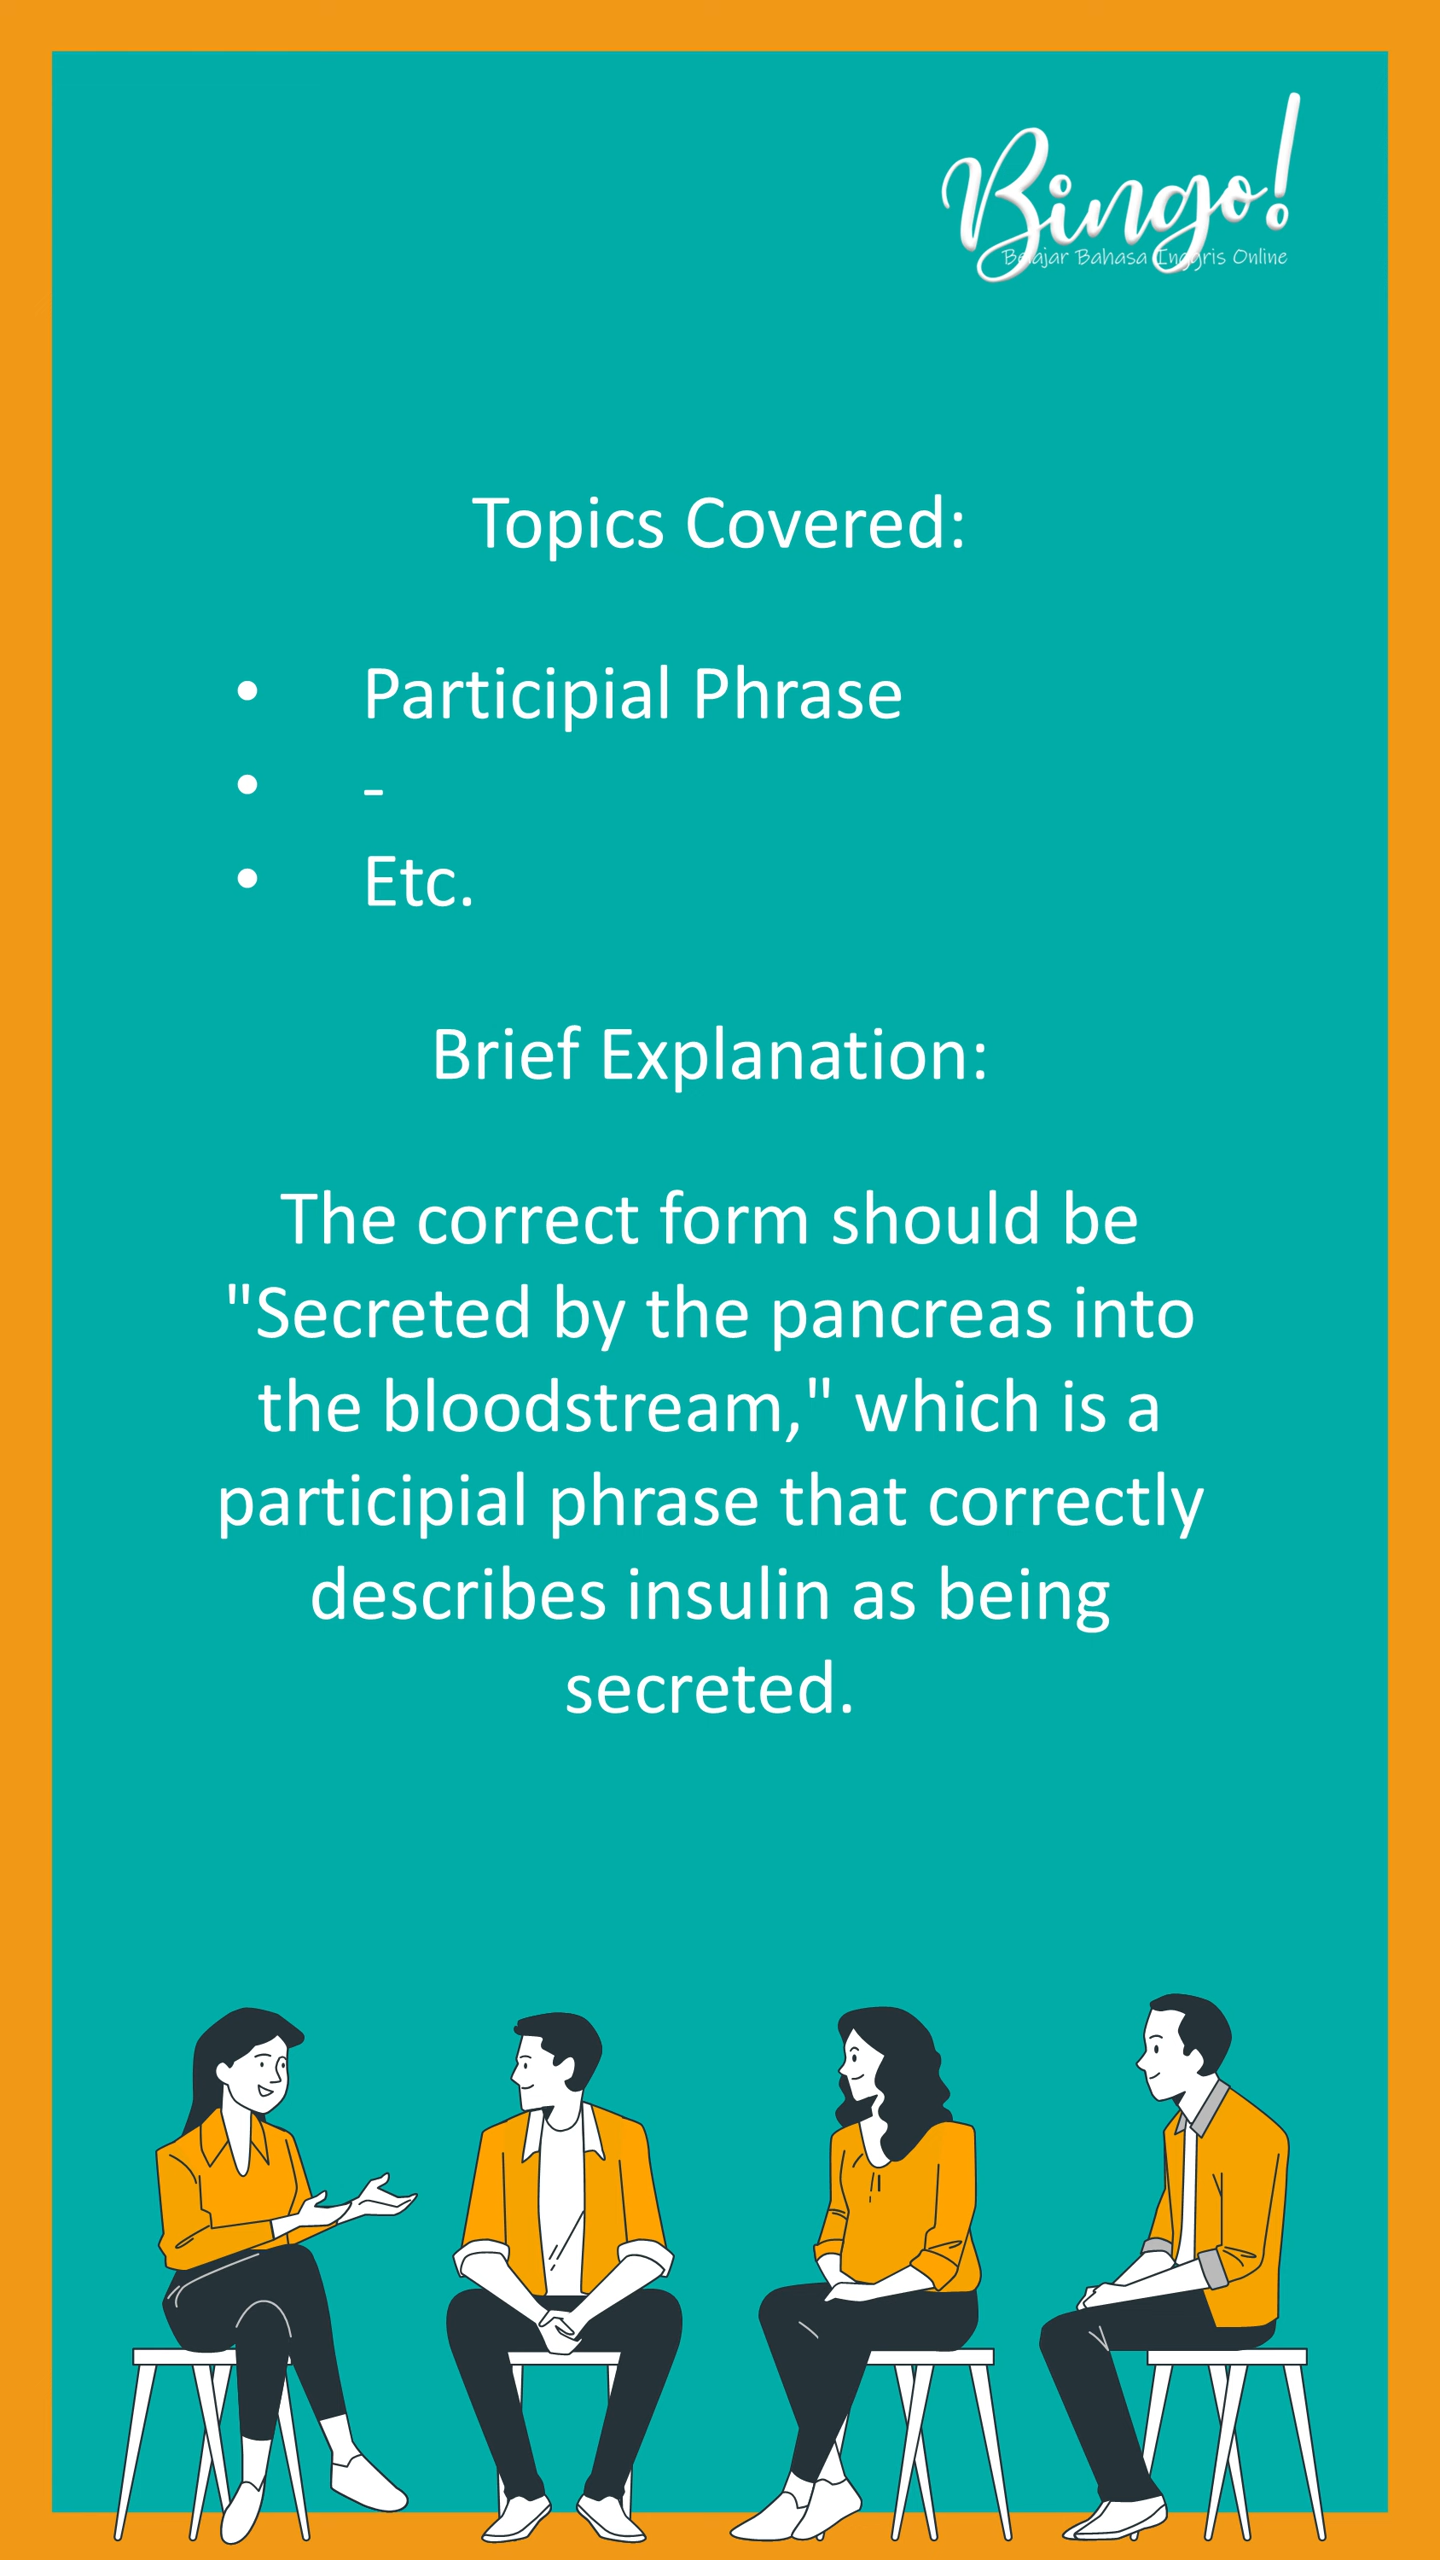 Bingo!
Belajar Bahasa Inggris Online
Topics Covered:
• Participial Phrase
• -
• Etc.
Brief Explanation:
The correct form should be
"Secreted by the pancreas into
the bloodstream," which is a
participial phrase that correctly
describes insulin as being
secreted.